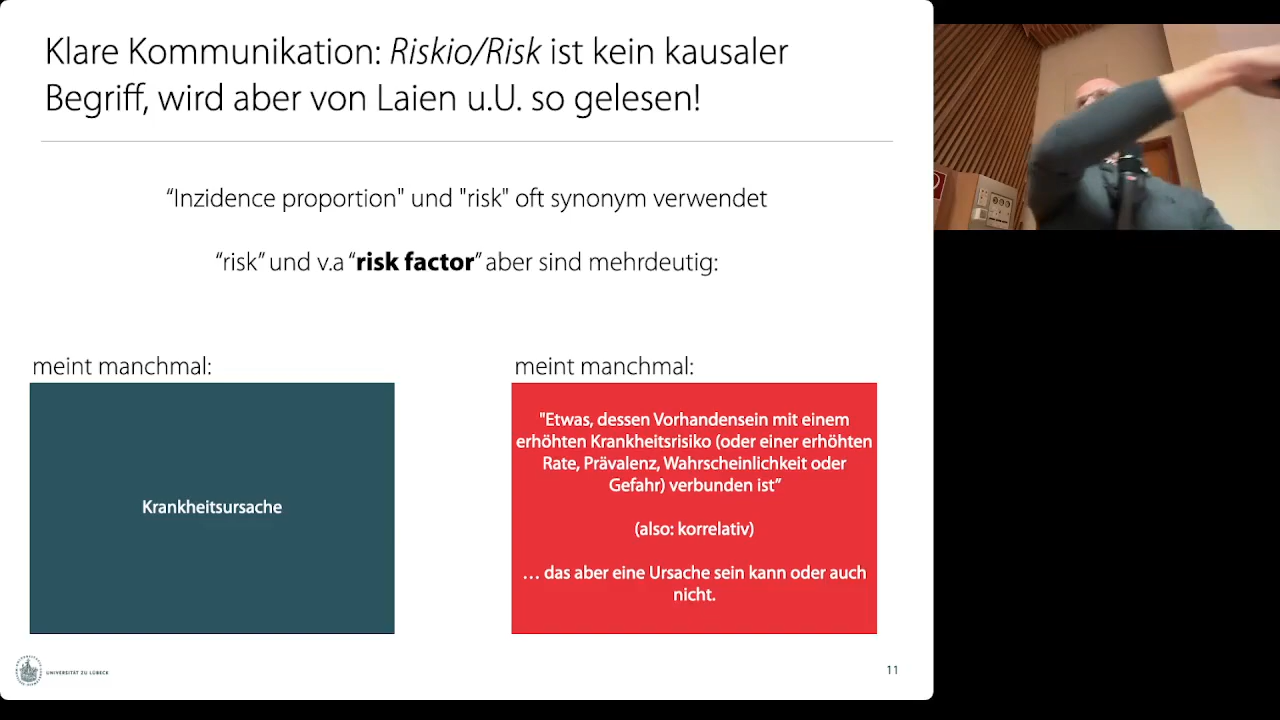 Klare Kommunikation: Riskio/Risk ist kein kausaler
Begriff, wird aber von Laien u.U. so gelesen!
“Inzidence proportion" und "risk" oft synonym verwendet
“risk” und v.a “risk factor” aber sind mehrdeutig:
meint manchmal:
Krankheitsursache
meint manchmal:
"Etwas, dessen Vorhandensein mit einem
erhöhten Krankheitsrisiko (oder einer erhöhten
Rate, Prävalenz, Wahrscheinlichkeit oder
Gefahr) verbunden ist”
(also: korrelativ)
… das aber eine Ursache sein kann oder auch
nicht.
UNIVERSITÄT ZU LÜBECK
11